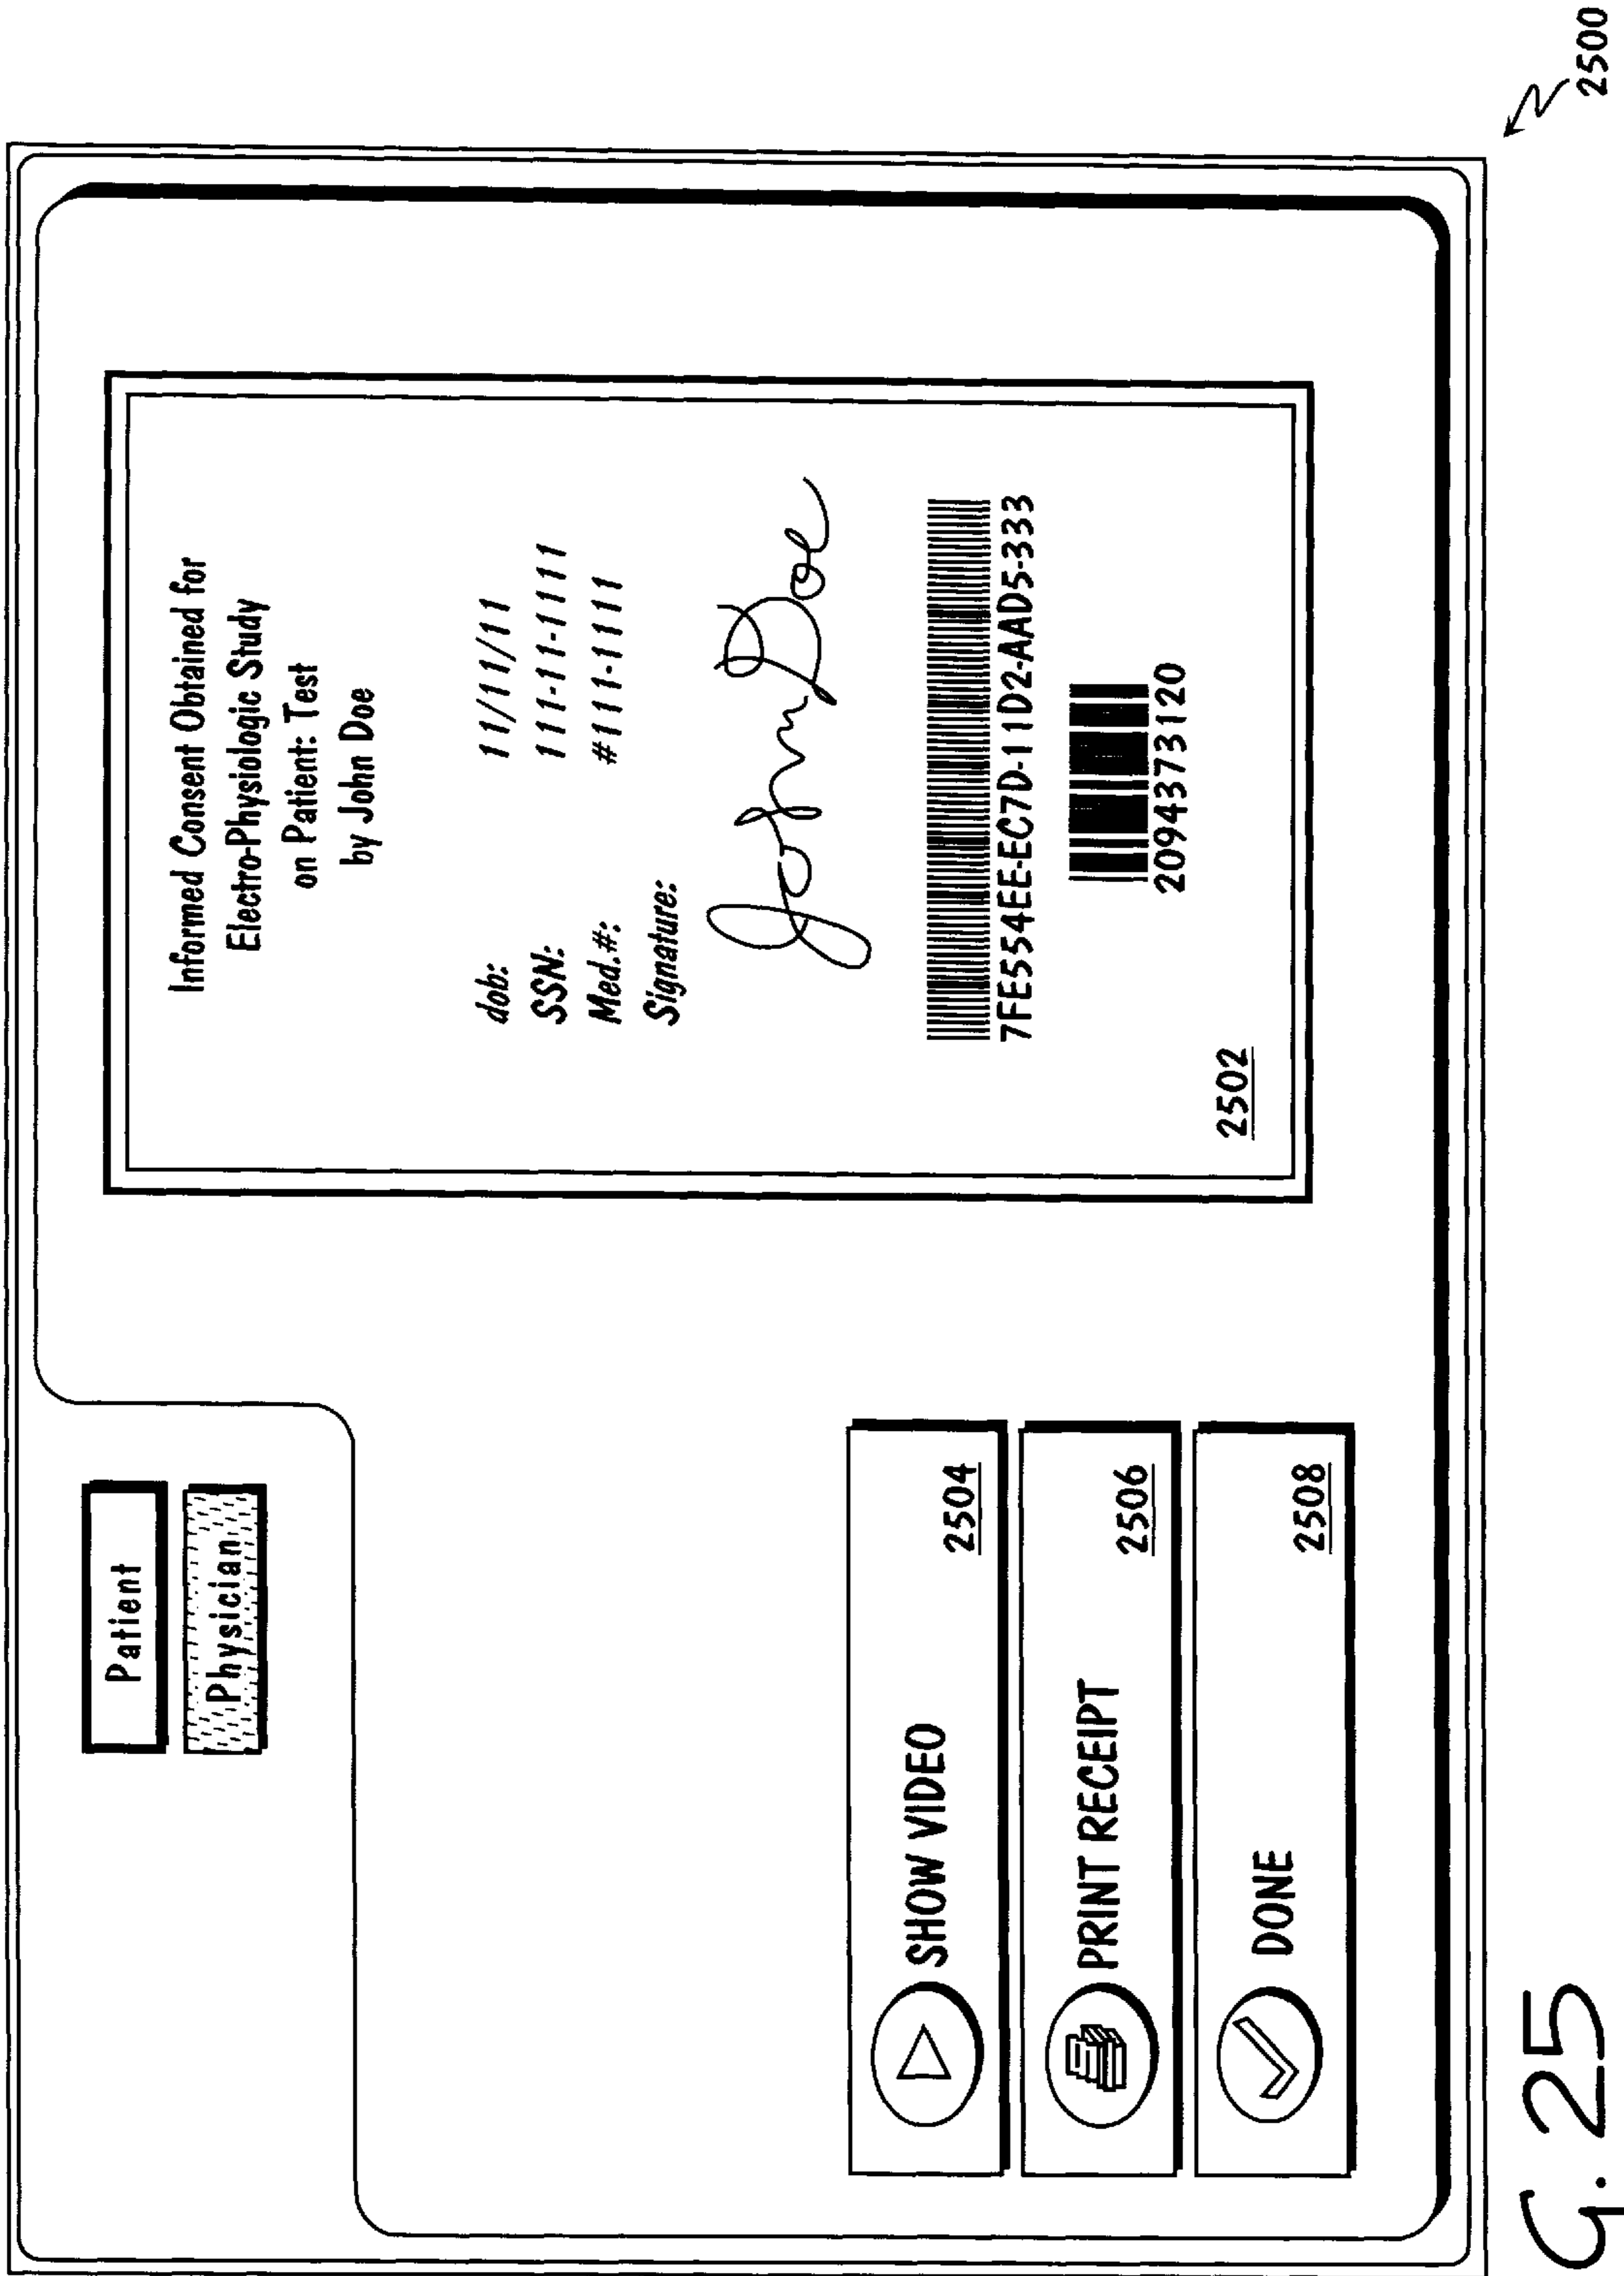 Patient
Physician
Informed Consent Obtained for
Electro-Physiologic Study
on Patient: Test
by John Doe
dob: 11/11/11
SSN: 111-11-1111
Med.#: #111-1111
Signature:
John Doe
7FE554EE-EC7D-11D2-AAD5-333
2094373120
2502
SHOW VIDEO 2504
PRINT RECEIPT 2506
DONE 2508
2500
G. 25